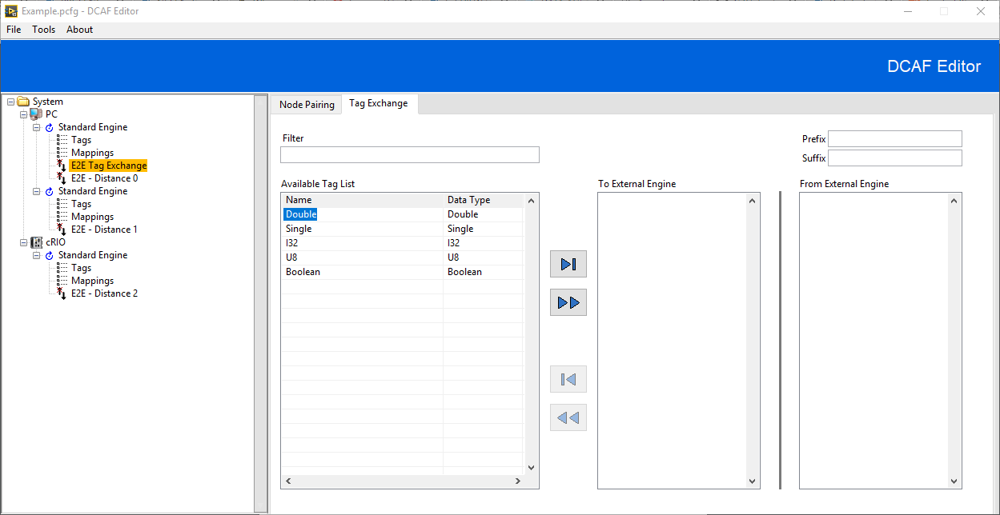 Example.pcfg - DCAF Editor
File Tools About
DCAF Editor
System
PC
Standard Engine
Tags
Mappings
E2E Tag Exchange
E2E - Distance 0
Standard Engine
Tags
Mappings
E2E - Distance 1
cRIO
Standard Engine
Tags
Mappings
E2E - Distance 2
Node Pairing Tag Exchange
Filter
Prefix
Suffix
Available Tag List
Name Data Type
Double Double
Single Single
I32 I32
U8 U8
Boolean Boolean
To External Engine
From External Engine